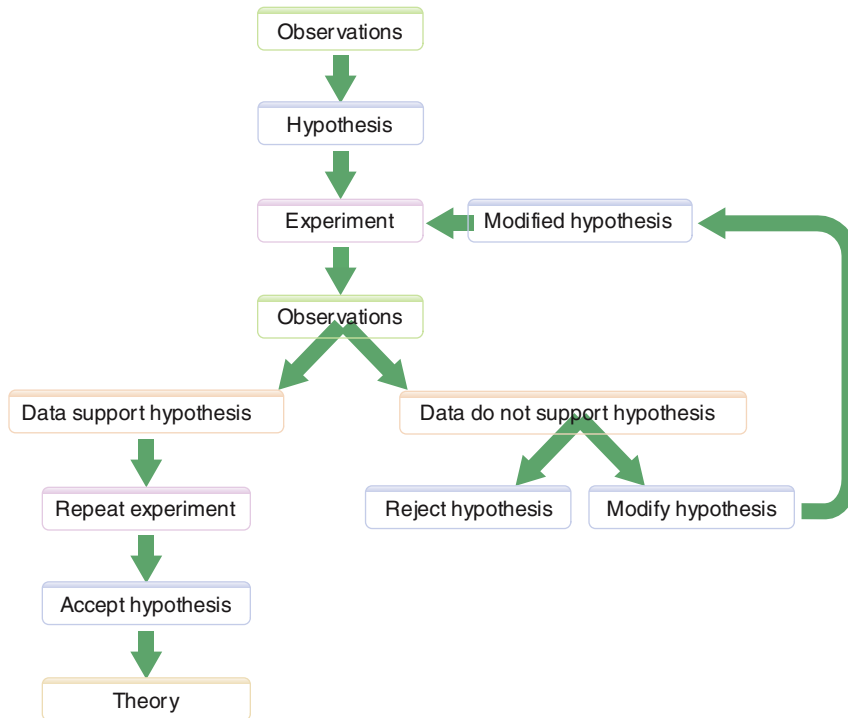 Observations
Hypothesis
Experiment
Modified hypothesis
Observations
Data support hypothesis
Data do not support hypothesis
Repeat experiment
Reject hypothesis
Modify hypothesis
Accept hypothesis
Theory